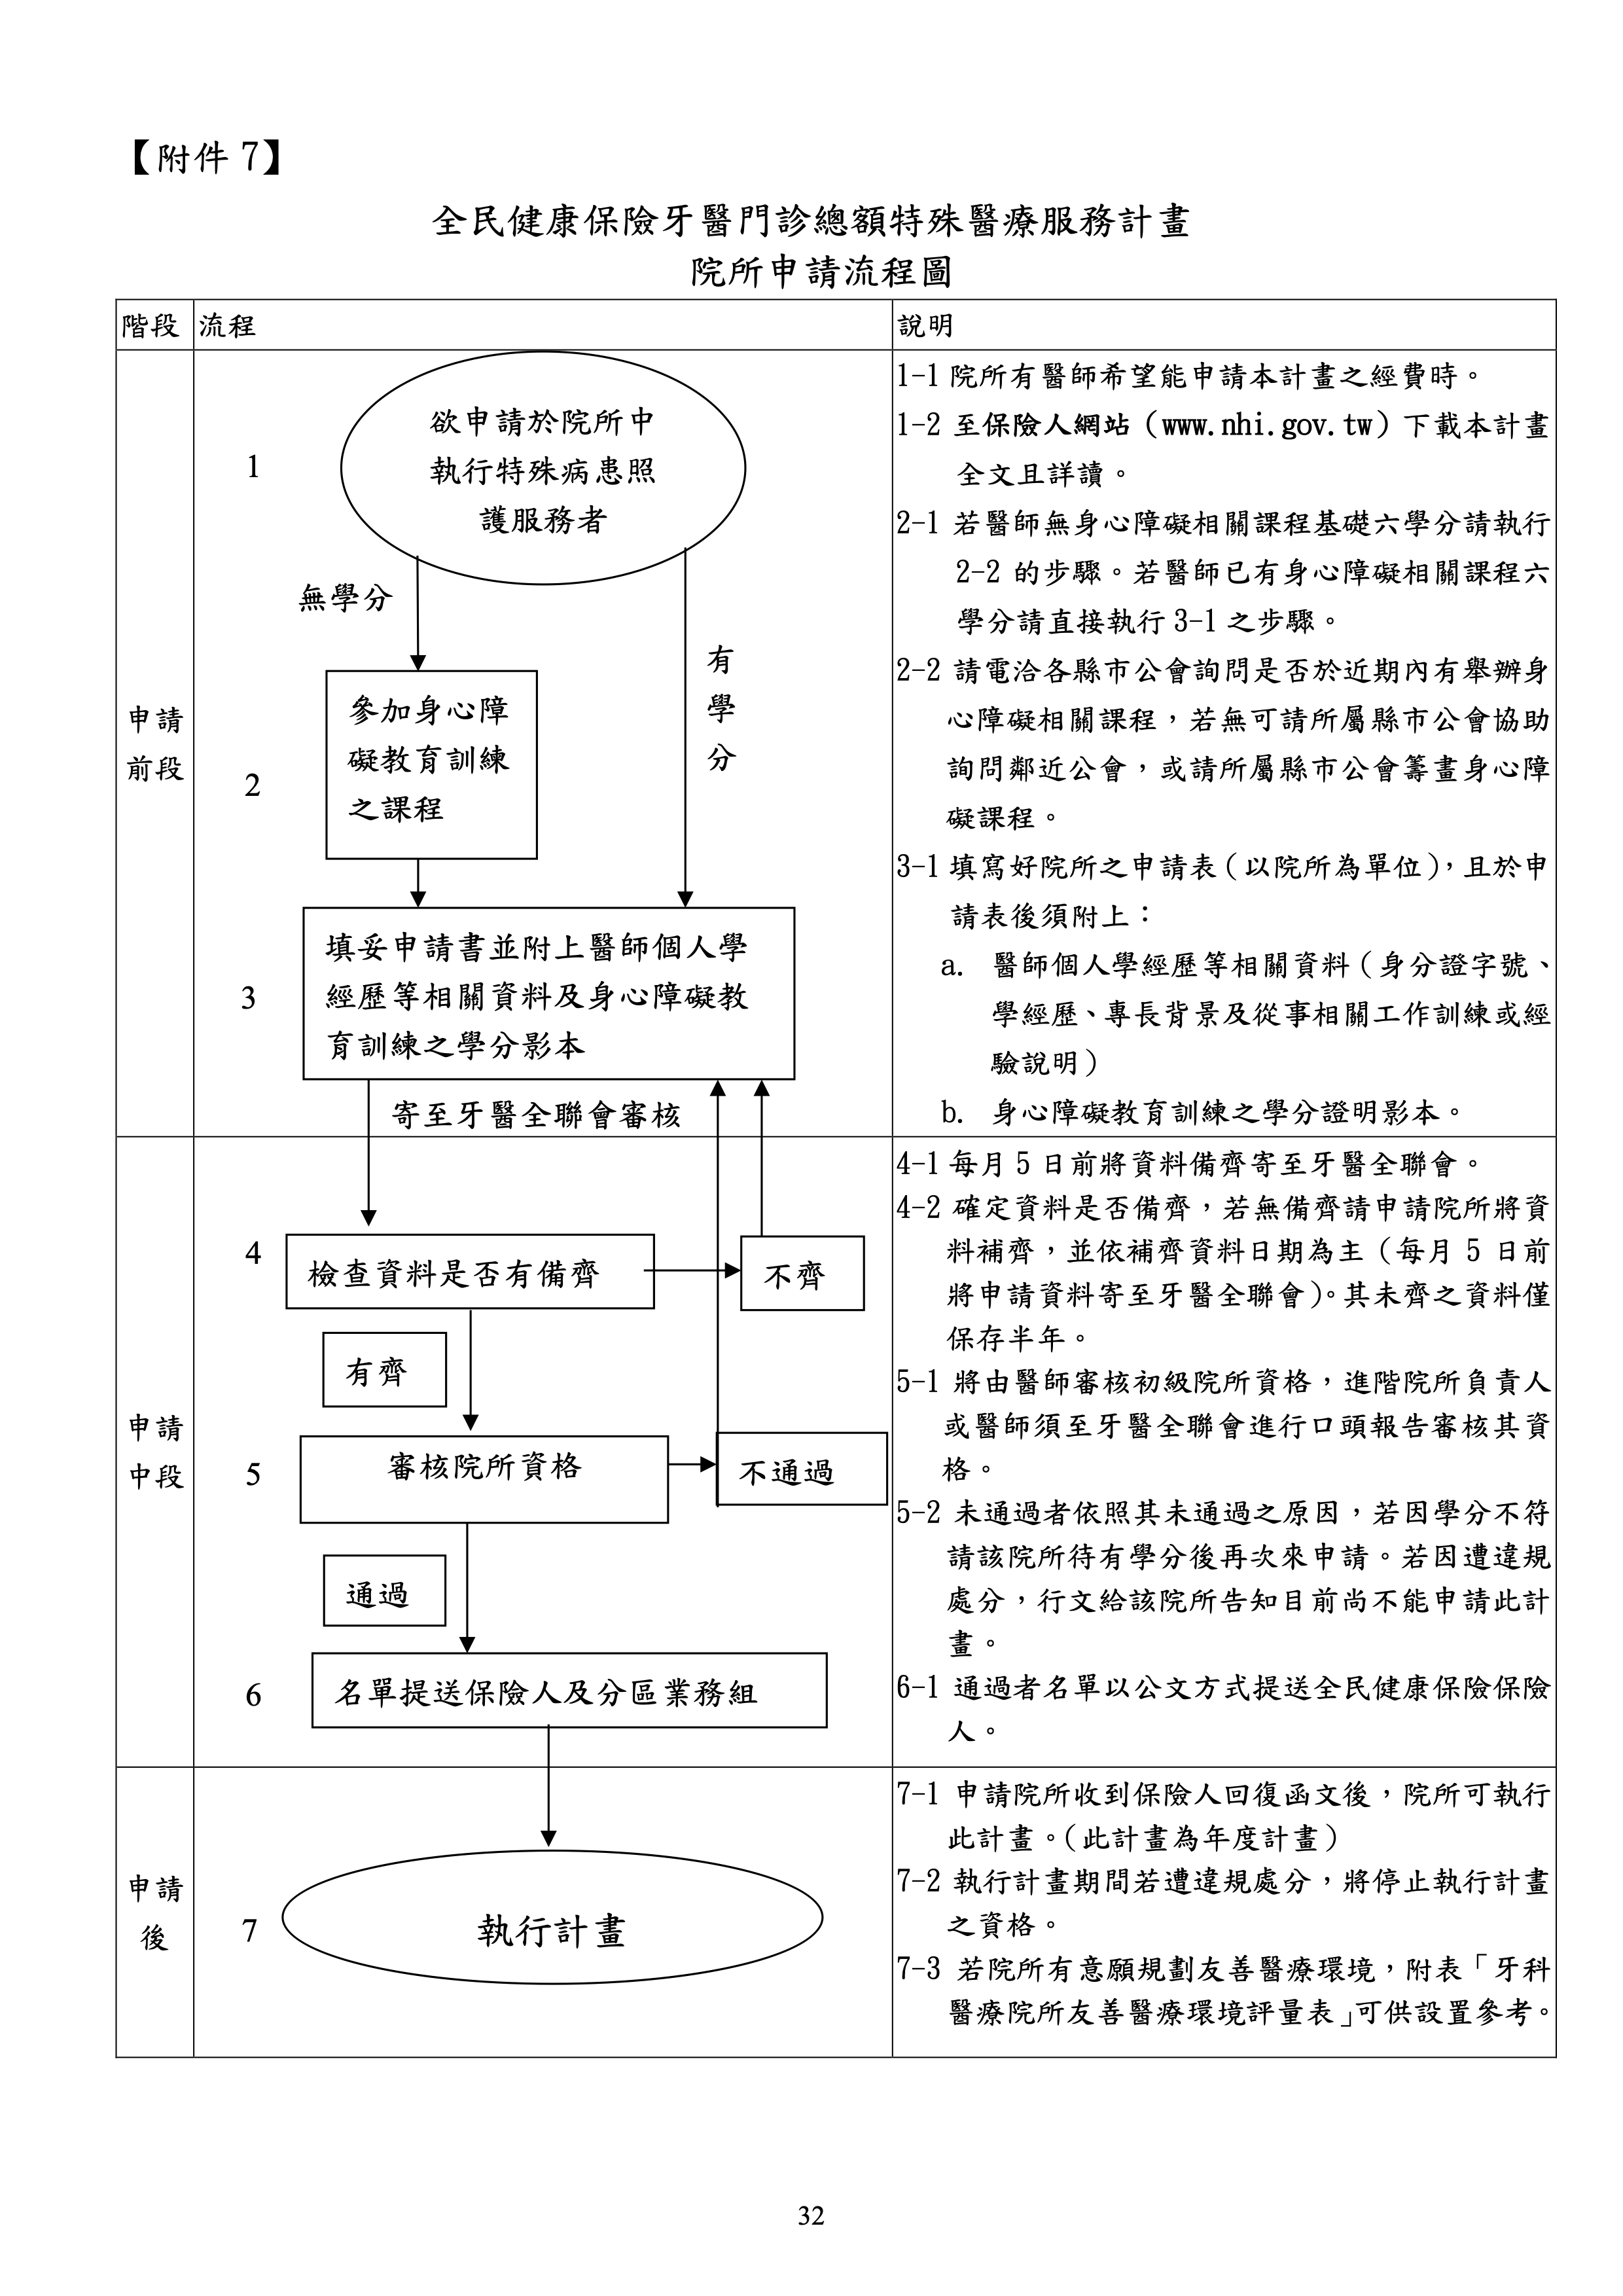 【附件 7】
全民健康保險牙醫門診總額特殊醫療服務計畫
院所申請流程圖
階段 流程 說明
申請
前段
1
欲申請於院所中
執行特殊病患照
護服務者
無學分
有
學
分
2
參加身心障
礙教育訓練
之課程
3
填妥申請書並附上醫師個人學
經歷等相關資料及身心障礙教
育訓練之學分影本
寄至牙醫全聯會審核
1-1 院所有醫師希望能申請本計畫之經費時。
1-2 至保險人網站（www.nhi.gov.tw）下載本計畫
全文且詳讀。
2-1 若醫師無身心障礙相關課程基礎六學分請執行
2-2 的步驟。若醫師已有身心障礙相關課程六
學分請直接執行 3-1 之步驟。
2-2 請電洽各縣市公會詢問是否於近期內有舉辦身
心障礙相關課程，若無可請所屬縣市公會協助
詢問鄰近公會，或請所屬縣市公會籌畫身心障
礙課程。
3-1 填寫好院所之申請表（以院所為單位），且於申
請表後須附上：
a. 醫師個人學經歷等相關資料（身分證字號、
學經歷、專長背景及從事相關工作訓練或經
驗說明）
b. 身心障礙教育訓練之學分證明影本。
申請
中段
4
檢查資料是否有備齊
不齊
有齊
5
審核院所資格
不通過
通過
6
名單提送保險人及分區業務組
4-1 每月 5 日前將資料備齊寄至牙醫全聯會。
4-2 確定資料是否備齊，若無備齊請申請院所將資
料補齊，並依補齊資料日期為主（每月 5 日前
將申請資料寄至牙醫全聯會）。其未齊之資料僅
保存半年。
5-1 將由醫師審核初級院所資格，進階院所負責人
或醫師須至牙醫全聯會進行口頭報告審核其資
格。
5-2 未通過者依照其未通過之原因，若因學分不符
請該院所待有學分後再次來申請。若因遭違規
處分，行文給該院所告知目前尚不能申請此計
畫。
6-1 通過者名單以公文方式提送全民健康保險保險
人。
申請
後
7
執行計畫
7-1 申請院所收到保險人回復函文後，院所可執行
此計畫。（此計畫為年度計畫）
7-2 執行計畫期間若遭違規處分，將停止執行計畫
之資格。
7-3 若院所有意願規劃友善醫療環境，附表「牙科
醫療院所友善醫療環境評量表」可供設置參考。
32